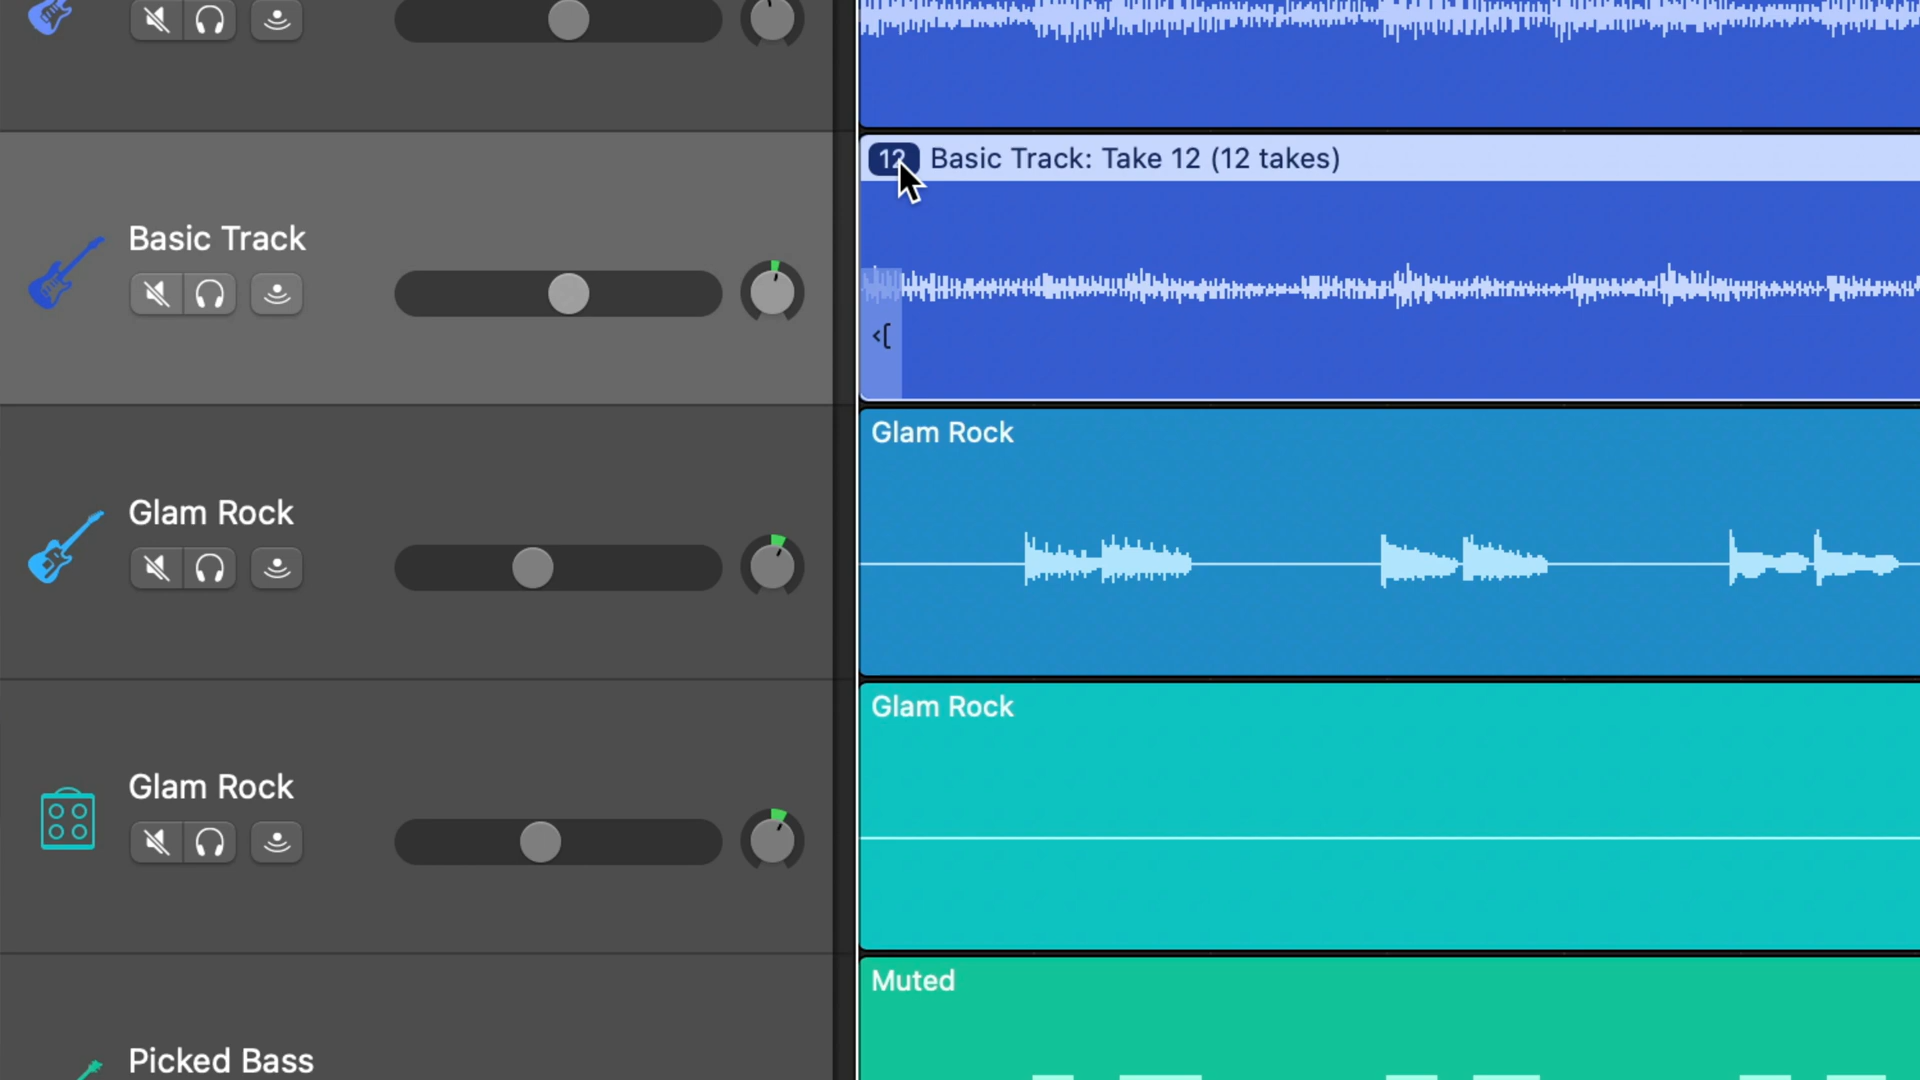 12 Basic Track: Take 12 (12 takes)
Basic Track
Glam Rock
Glam Rock
Glam Rock
Glam Rock
Muted
Picked Bass